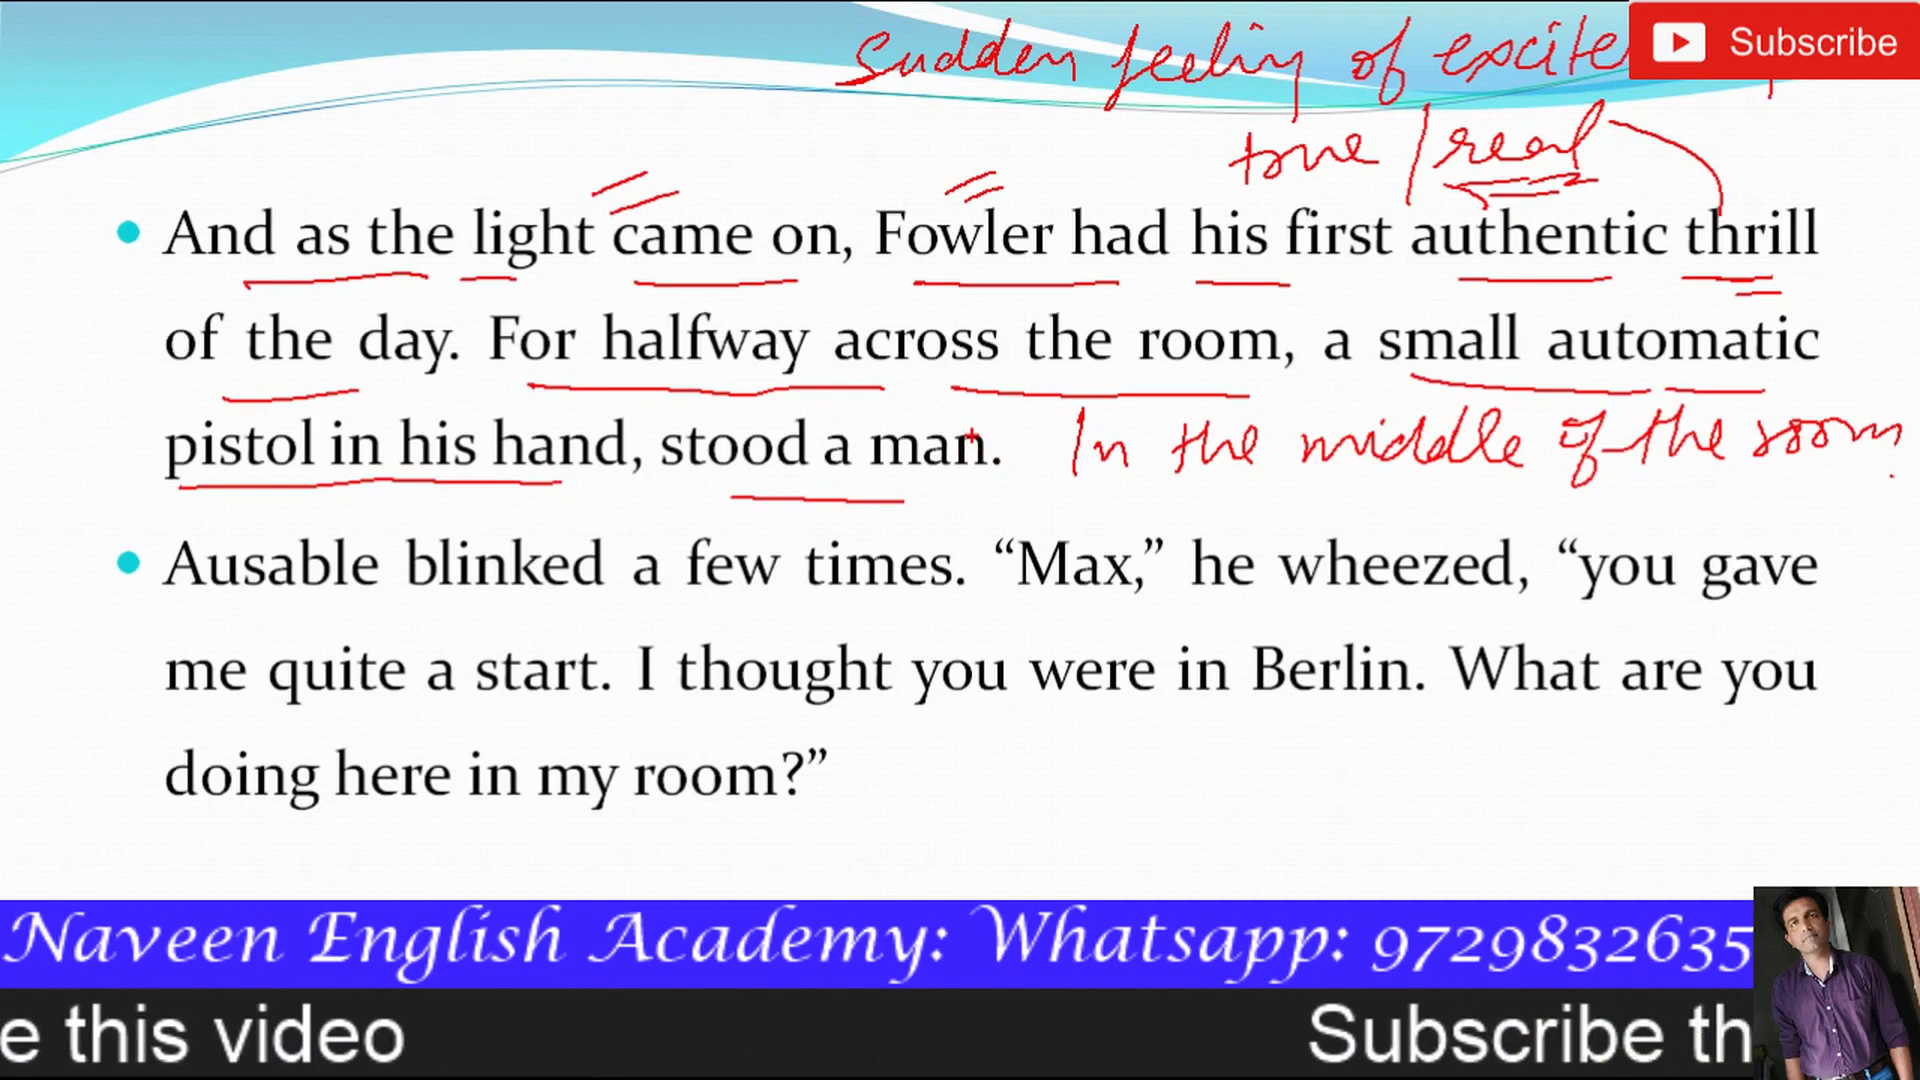 Sudden feeling of excite
Subscribe
true / real
And as the light came on, Fowler had his first authentic thrill
of the day. For halfway across the room, a small automatic
pistol in his hand, stood a man. In the middle of the room
Ausable blinked a few times. “Max,” he wheezed, “you gave
me quite a start. I thought you were in Berlin. What are you
doing here in my room?”
Naveen English Academy: Whatsapp: 9729832635
e this video Subscribe th